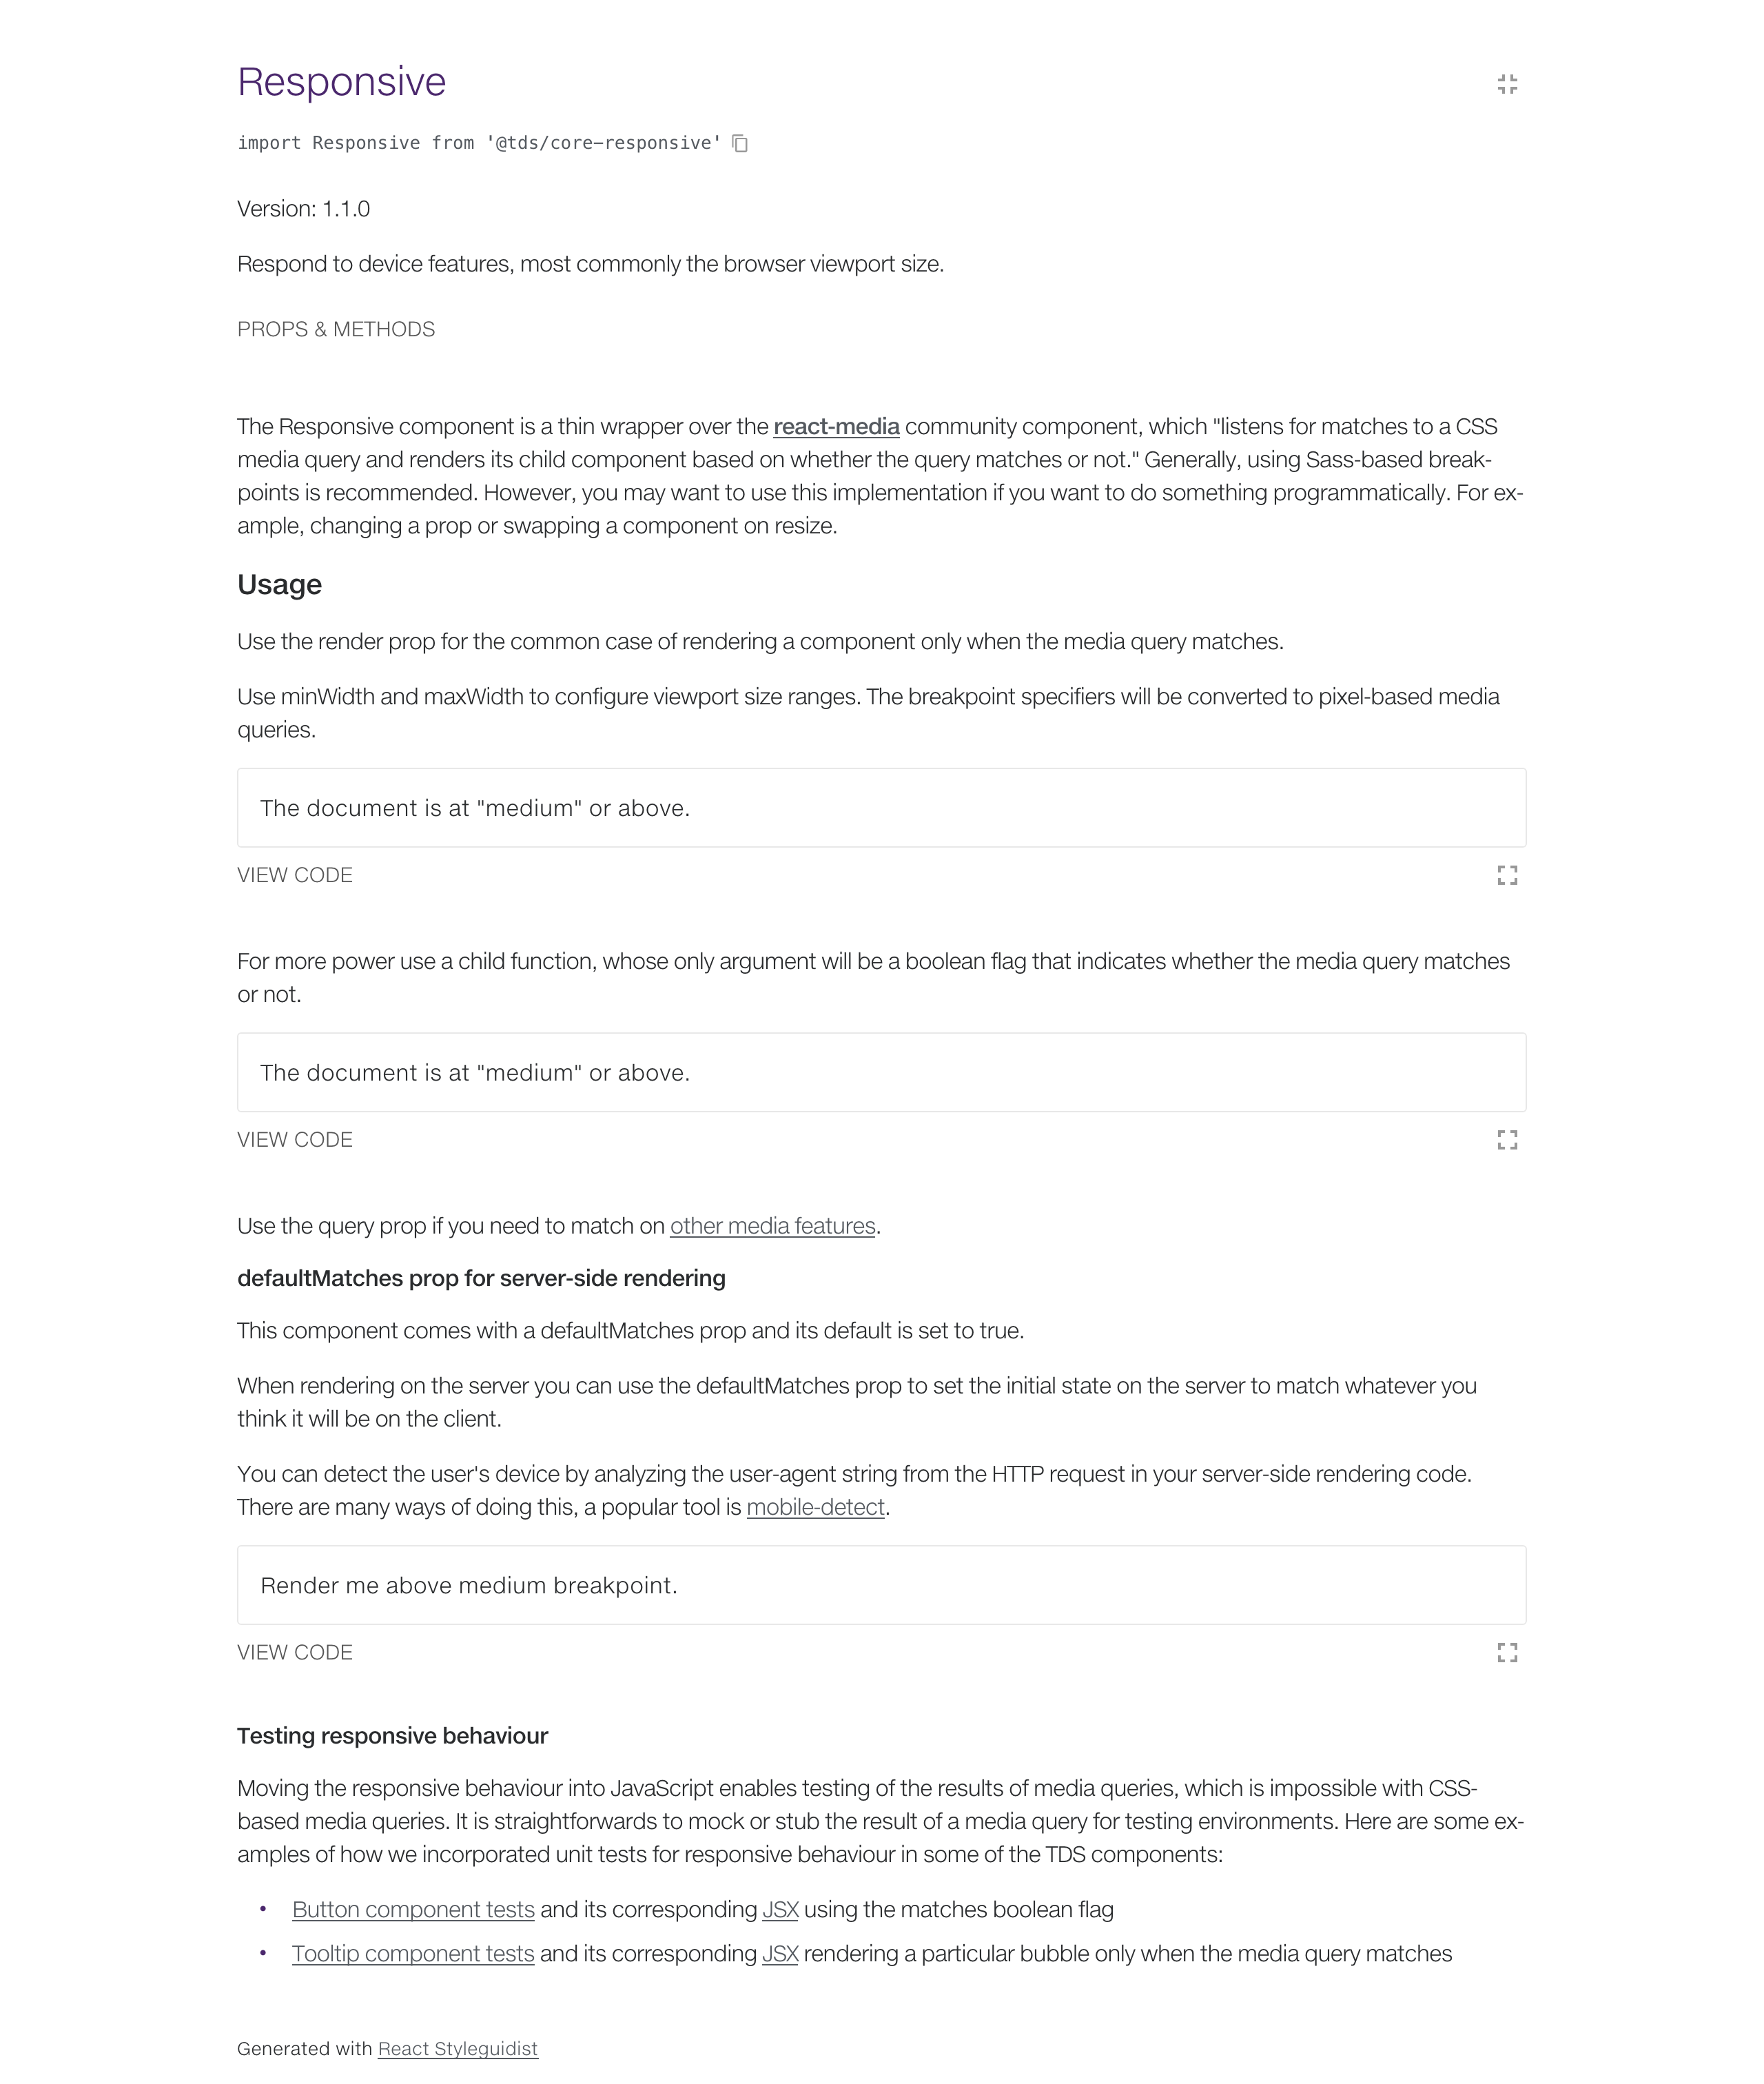 Responsive
import Responsive from '@tds/core-responsive'
Version: 1.1.0
Respond to device features, most commonly the browser viewport size.
PROPS & METHODS
The Responsive component is a thin wrapper over the react-media community component, which "listens for matches to a CSS
media query and renders its child component based on whether the query matches or not." Generally, using Sass-based break-
points is recommended. However, you may want to use this implementation if you want to do something programmatically. For ex-
ample, changing a prop or swapping a component on resize.
Usage
Use the render prop for the common case of rendering a component only when the media query matches.
Use minWidth and maxWidth to configure viewport size ranges. The breakpoint specifiers will be converted to pixel-based media
queries.
The document is at "medium" or above.
VIEW CODE
For more power use a child function, whose only argument will be a boolean flag that indicates whether the media query matches
or not.
The document is at "medium" or above.
VIEW CODE
Use the query prop if you need to match on other media features.
defaultMatches prop for server-side rendering
This component comes with a defaultMatches prop and its default is set to true.
When rendering on the server you can use the defaultMatches prop to set the initial state on the server to match whatever you
think it will be on the client.
You can detect the user's device by analyzing the user-agent string from the HTTP request in your server-side rendering code.
There are many ways of doing this, a popular tool is mobile-detect.
Render me above medium breakpoint.
VIEW CODE
Testing responsive behaviour
Moving the responsive behaviour into JavaScript enables testing of the results of media queries, which is impossible with CSS-
based media queries. It is straightforwards to mock or stub the result of a media query for testing environments. Here are some ex-
amples of how we incorporated unit tests for responsive behaviour in some of the TDS components:
• Button component tests and its corresponding JSX using the matches boolean flag
• Tooltip component tests and its corresponding JSX rendering a particular bubble only when the media query matches
Generated with React Styleguidist